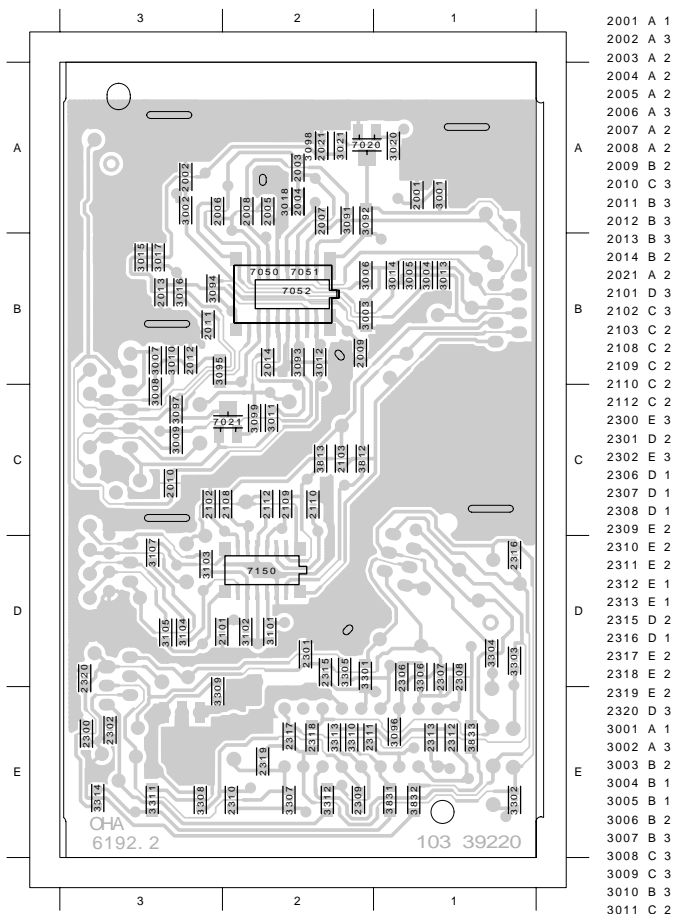 3 2 1
2001 A 1
2002 A 3
2003 A 2
2004 A 2
2005 A 2
2006 A 3
2007 A 2
2008 A 2
2009 B 2
2010 C 3
2011 B 3
2012 B 3
2013 B 3
2014 B 2
2021 A 2
2101 D 3
2102 C 3
2103 C 2
2108 C 2
2109 C 2
2110 C 2
2112 C 2
2300 E 3
2301 D 2
2302 E 3
2306 D 1
2307 D 1
2308 D 1
2309 E 2
2310 E 2
2311 E 2
2312 E 1
2313 E 1
2315 D 2
2316 D 1
2317 E 2
2318 E 2
2319 E 2
2320 D 3
3001 A 1
3002 A 3
3003 B 2
3004 B 1
3005 B 1
3006 B 2
3007 B 3
3008 C 3
3009 C 3
3010 B 3
3011 C 2
A A
3098 2021 3021 7020 3020
2002 2003
3002 2006 2008 2005 3018 2004 2007 3091 3092 2001 3001
B B
3015 3017 2013 3016 3094 7050 7051 3006 3014 3005 3004 3013
7052
2011 3003
3007 3010 2012 3095 2014 3093 3012 2009
C C
3008 3097 3009 7021 3099 3011
2010 3813 2103 3812
2102 2108 2112 2109 2110
D D
3107 3103 7150 2316
3105 3104 2101 3102 3101
2320 3309 2301 2315 3305 3301 2306 3306 2307 2308 3304 3303
E E
2300 2302 2319 2317 2318 3313 3310 2311 3096 2313 2312 3833
3314 3311 3308 2310 3307 3312 2309 3831 3832 3302
OHA
6192.2 103 39220
3 2 1